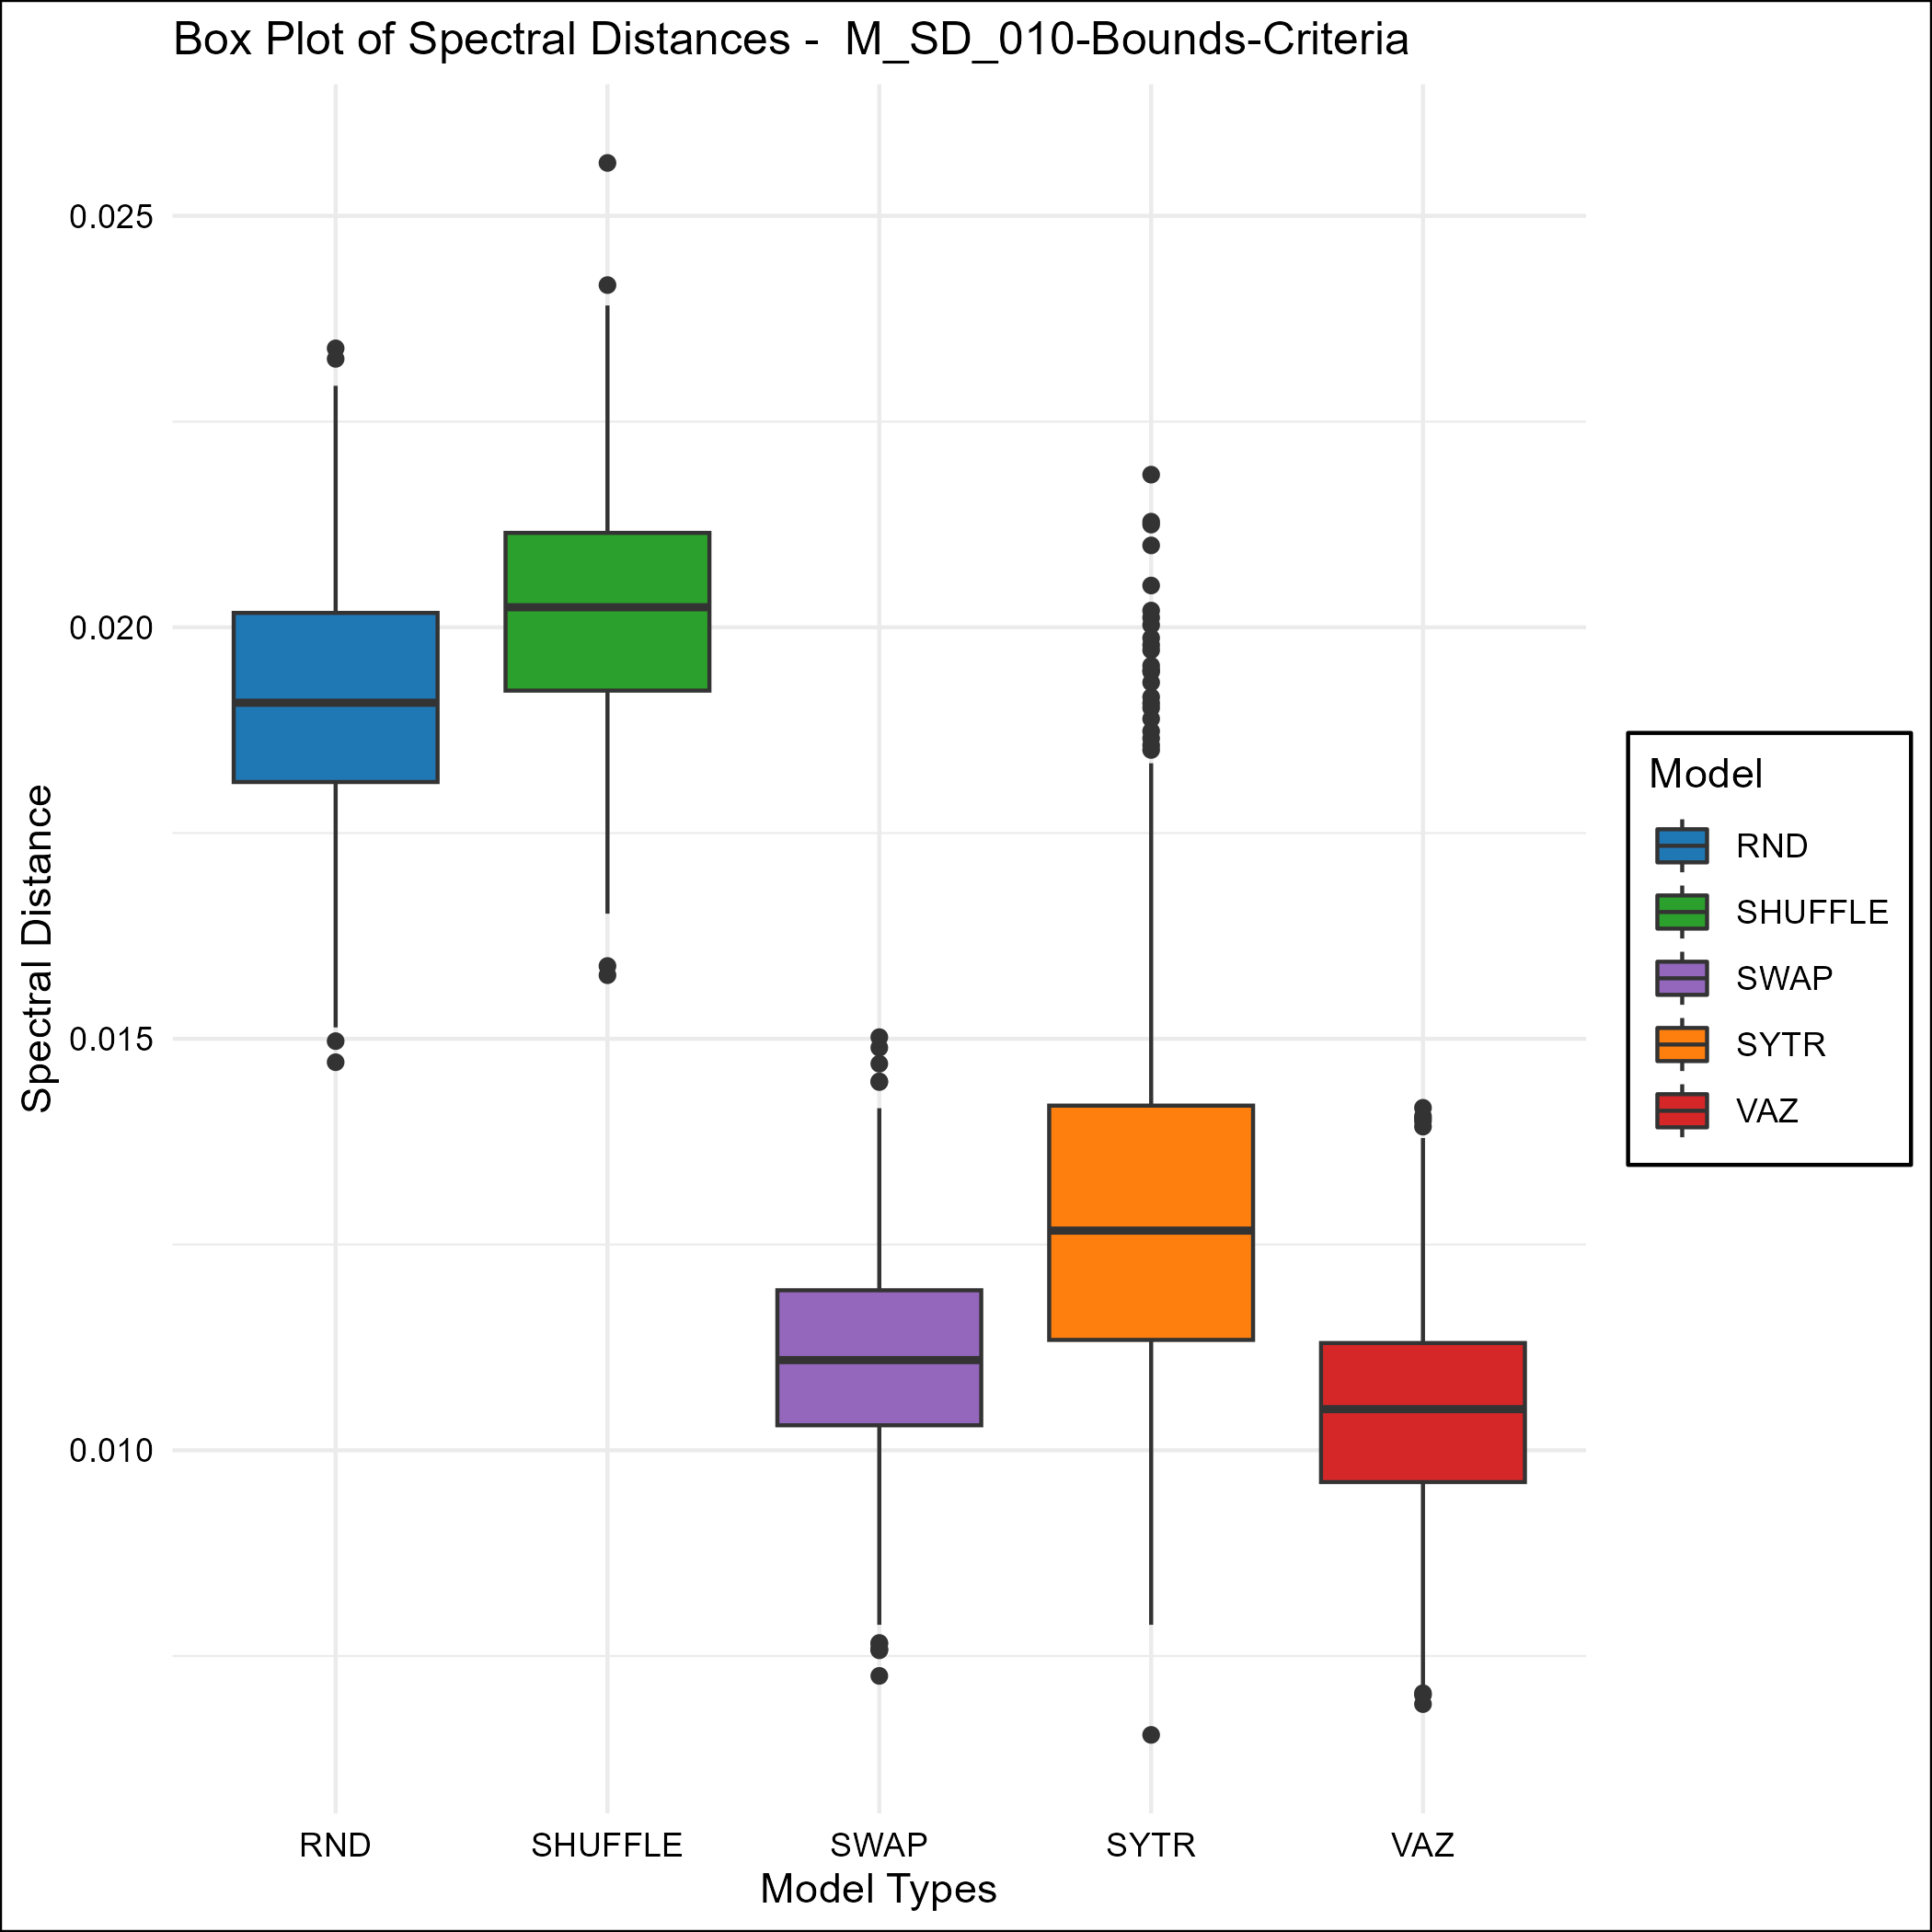 Box Plot of Spectral Distances -  M_SD_010-Bounds-Criteria
0.025
0.020
0.015
0.010
Spectral Distance
RND
SHUFFLE
SWAP
SYTR
VAZ
Model Types
Model
RND
SHUFFLE
SWAP
SYTR
VAZ